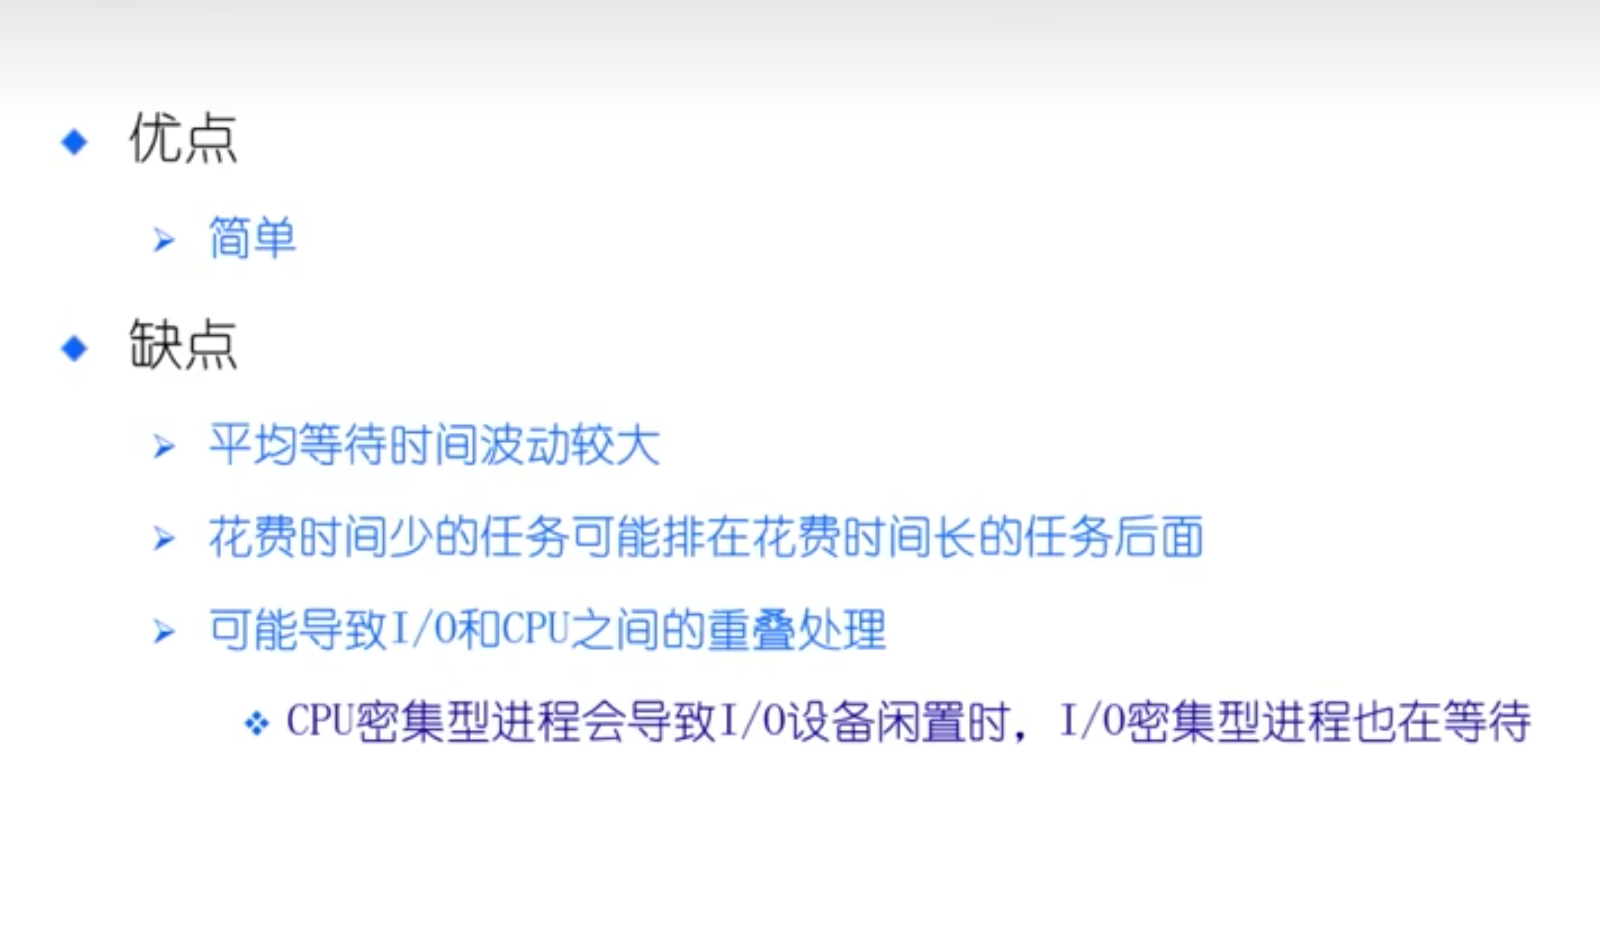 优点
简单
缺点
平均等待时间波动较大
花费时间少的任务可能排在花费时间长的任务后面
可能导致I/O和CPU之间的重叠处理
CPU密集型进程会导致I/O设备闲置时，I/O密集型进程也在等待